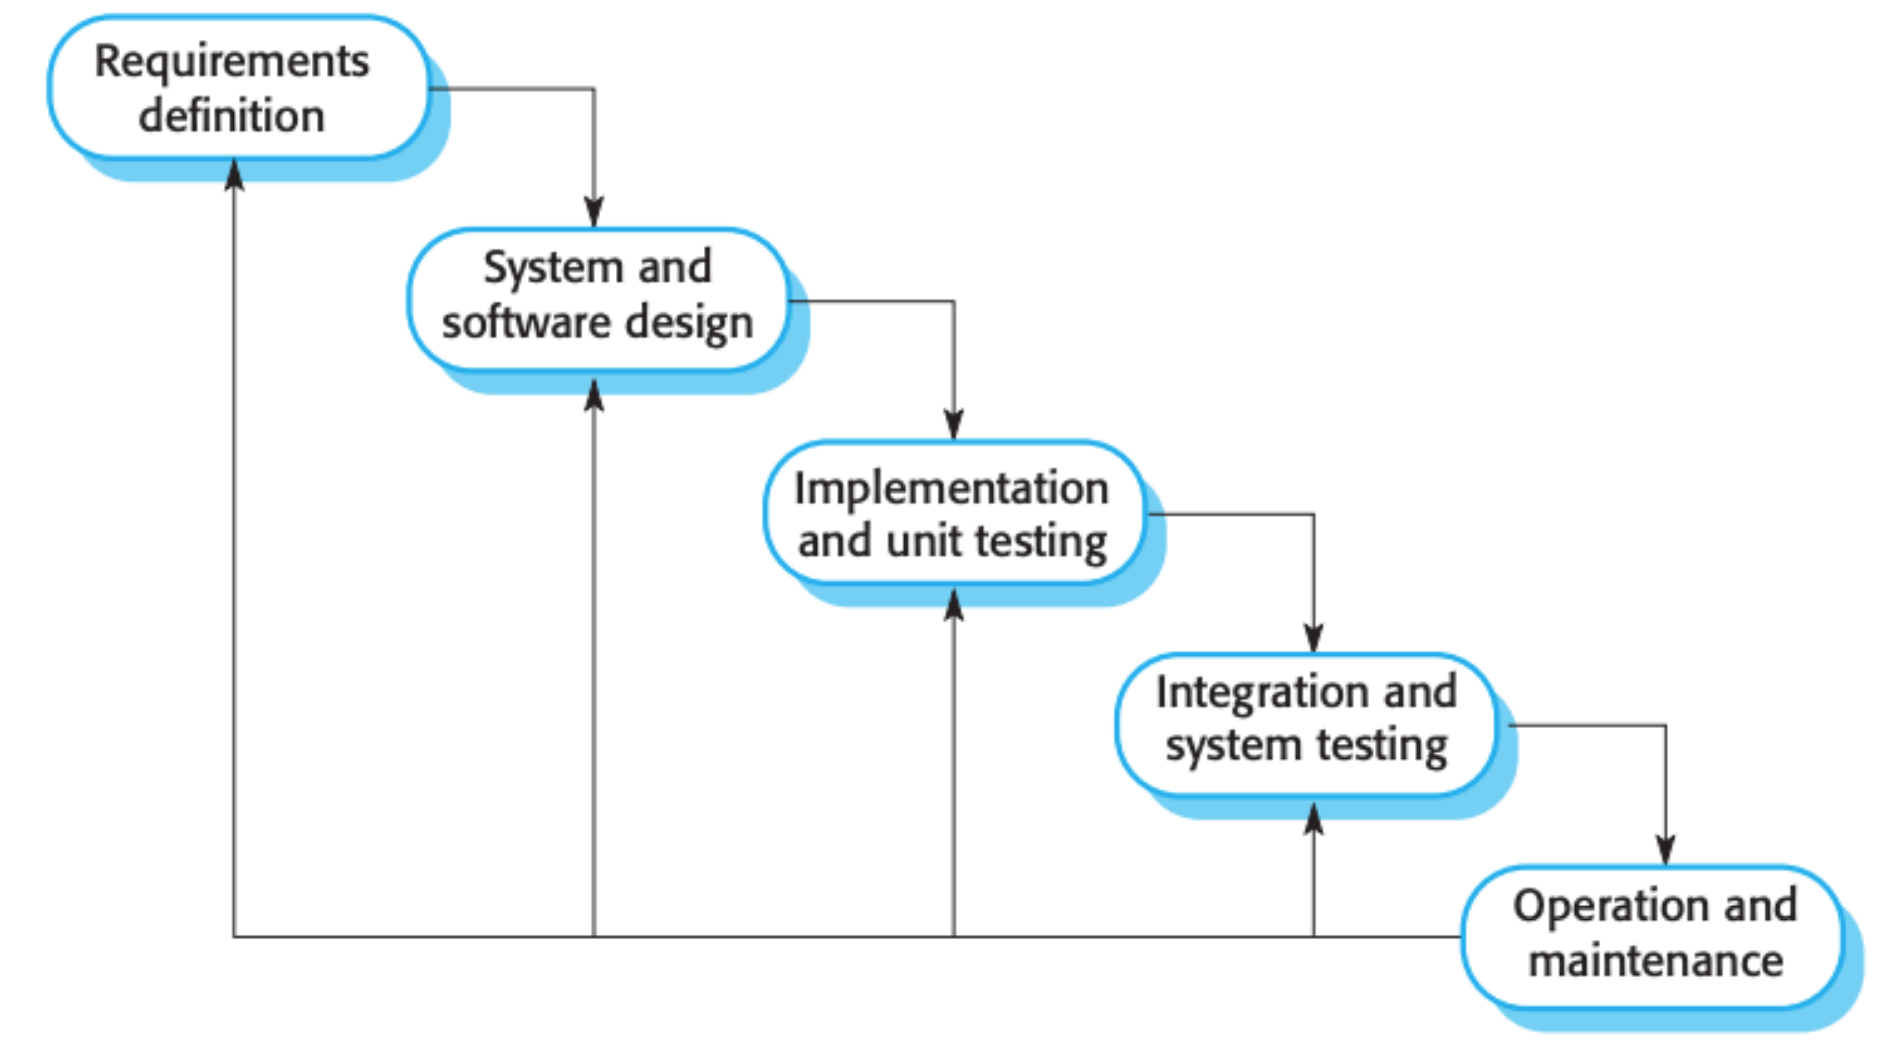 Requirements
definition
System and
software design
Implementation
and unit testing
Integration and
system testing
Operation and
maintenance